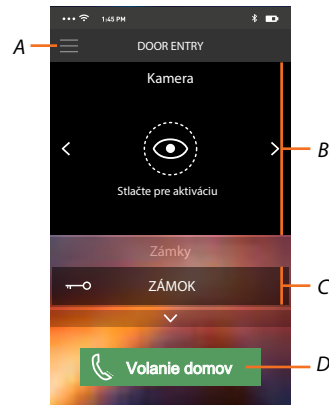 1:45 PM
A
DOOR ENTRY
Kamera
B
Stlačte pre aktiváciu
Zámky
ZÁMOK
C
Volanie domov
D